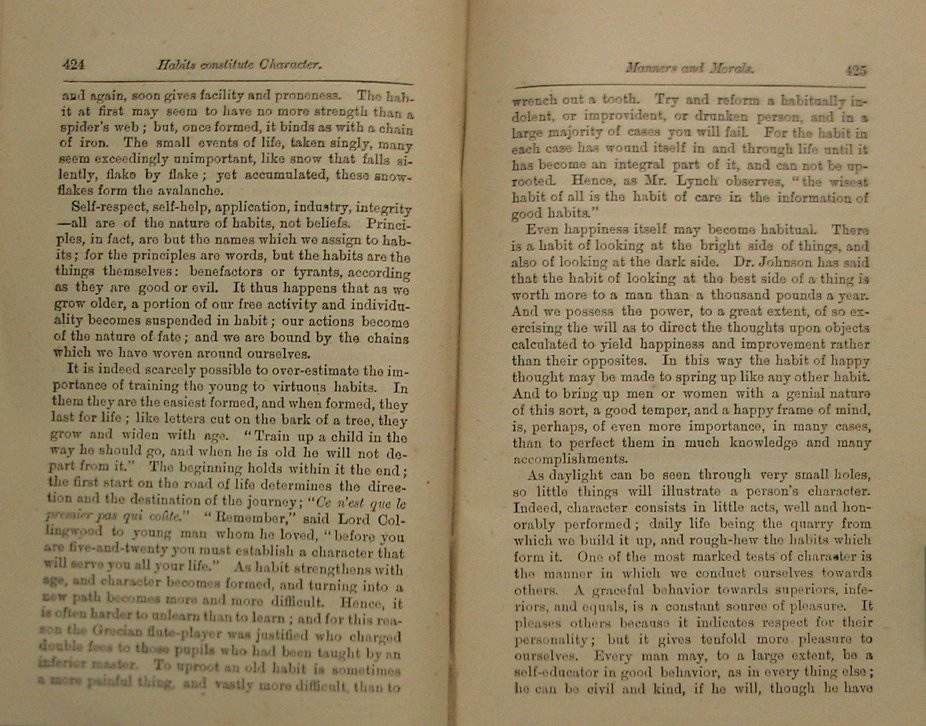 424 Habits constitute Character.
and again, soon gives facility and proneness. The hab-
it at first may seem to have no more strength than a
spider's web; but, once formed, it binds as with a chain
of iron. The small events of life, taken singly, many
seem exceedingly unimportant, like snow that falls si-
lently, flake by flake; yet accumulated, these snow-
flakes form the avalanche.
Self-respect, self-help, application, industry, integrity
—all are of the nature of habits, not beliefs. Princi-
ples, in fact, are but the names which we assign to hab-
its; for the principles are words, but the habits are the
things themselves: benefactors or tyrants, according
as they are good or evil. It thus happens that as we
grow older, a portion of our free activity and individu-
ality becomes suspended in habit; our actions become
of the nature of fate; and we are bound by the chains
which we have woven around ourselves.
It is indeed scarcely possible to over-estimate the im-
portance of training the young to virtuous habits. In
them they are the easiest formed, and when formed, they
last for life; like letters cut on the bark of a tree, they
grow and widen with age. "Train up a child in the
way he should go, and when he is old he will not de-
part from it." The beginning holds within it the end;
the first start on the road of life determines the direc-
tion and the destination of the journey; "Ce n'est que le
premier pas qui coûte." "Remember," said Lord Col-
lingwood to young man whom he loved, "before you
are five-and-twenty you must establish a character that
will serve you all your life." As habit strengthens with
age, and character becomes formed, and turning into a
new path becomes more and more difficult. Hence, it
is often harder to unlearn than to learn; and for this rea-
son the Grecian flute-player was justified who charged
double fees to those pupils who had been taught by an
inferior master. To uproot an old habit is sometimes
a more painful thing, and vastly more difficult, than to
Manners and Morals. 425
wrench out a tooth. Try and reform a habitually in-
dolent, or improvident, or drunken person, and in a
large majority of cases you will fail. For the habit in
each case has wound itself in and through life until it
has become an integral part of it, and can not be up-
rooted. Hence, as Mr. Lynch observes, "the wisest
habit of all is the habit of care in the information of
good habits."
Even happiness itself may become habitual. There
is a habit of looking at the bright side of things, and
also of looking at the dark side. Dr. Johnson has said
that the habit of looking at the best side of a thing is
worth more to a man than a thousand pounds a year.
And we possess the power, to a great extent, of so ex-
ercising the will as to direct the thoughts upon objects
calculated to yield happiness and improvement rather
than their opposites. In this way the habit of happy
thought may be made to spring up like any other habit.
And to bring up men or women with a genial nature
of this sort, a good temper, and a happy frame of mind,
is, perhaps, of even more importance, in many cases,
than to perfect them in much knowledge and many
accomplishments.
As daylight can be seen through very small holes,
so little things will illustrate a person's character.
Indeed, character consists in little acts, well and hon-
orably performed; daily life being the quarry from
which we build it up, and rough-hew the habits which
form it. One of the most marked tests of character is
the manner in which we conduct ourselves towards
others. A graceful behavior towards superiors, infe-
riors, and equals, is a constant source of pleasure. It
pleases others because it indicates respect for their
personality; but it gives tenfold more pleasure to
ourselves. Every man may, to a large extent, be a
self-educator in good behavior, as in every thing else;
he can be civil and kind, if he will, though he have